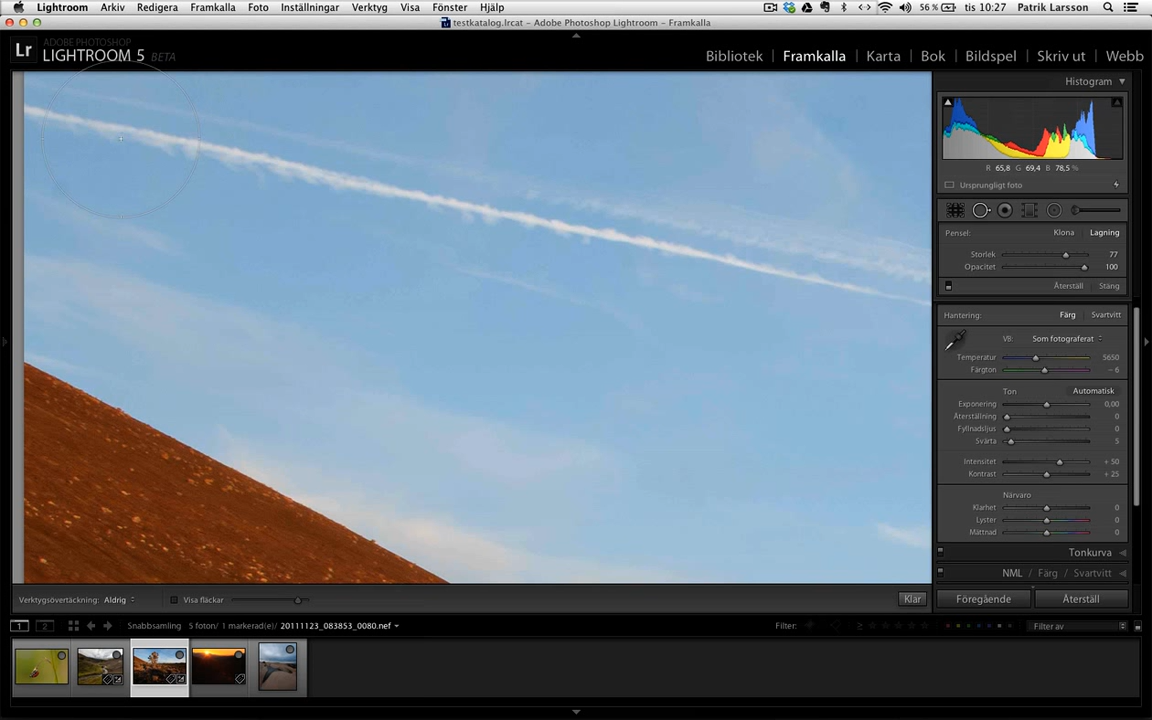 Lightroom Arkiv Redigera Framkalla Foto Inställningar Verktyg Visa Fönster Hjälp 56 % tis 10:27 Patrik Larsson
testkatalog.lrcat – Adobe Photoshop Lightroom – Framkalla
Lr ADOBE PHOTOSHOP
LIGHTROOM 5 BETA
Bibliotek | Framkalla | Karta | Bok | Bildspel | Skriv ut | Webb
Histogram
R 65,8 G 69,4 B 78,5 %
Ursprungligt foto
Pensel: Klona Lagning
Storlek 77
Opacitet 100
Återställ Stäng
Hantering: Färg Svartvitt
VB: Som fotograferat
Temperatur 5650
Färgton – 6
Ton Automatisk
Exponering 0,00
Återställning 0
Fyllnadsljus 0
Svärta 5
Intensitet + 50
Kontrast + 25
Närvaro
Klarhet 0
Lyster 0
Mättnad 0
Tonkurva
NML / Färg / Svartvitt
Verktygsövertäckning: Aldrig Visa fläckar Klar
Föregående Återställ
1 2 Snabbsamling 5 foton/ 1 markerad(e)/ 20111123_083853_0080.nef Filter: Filter av